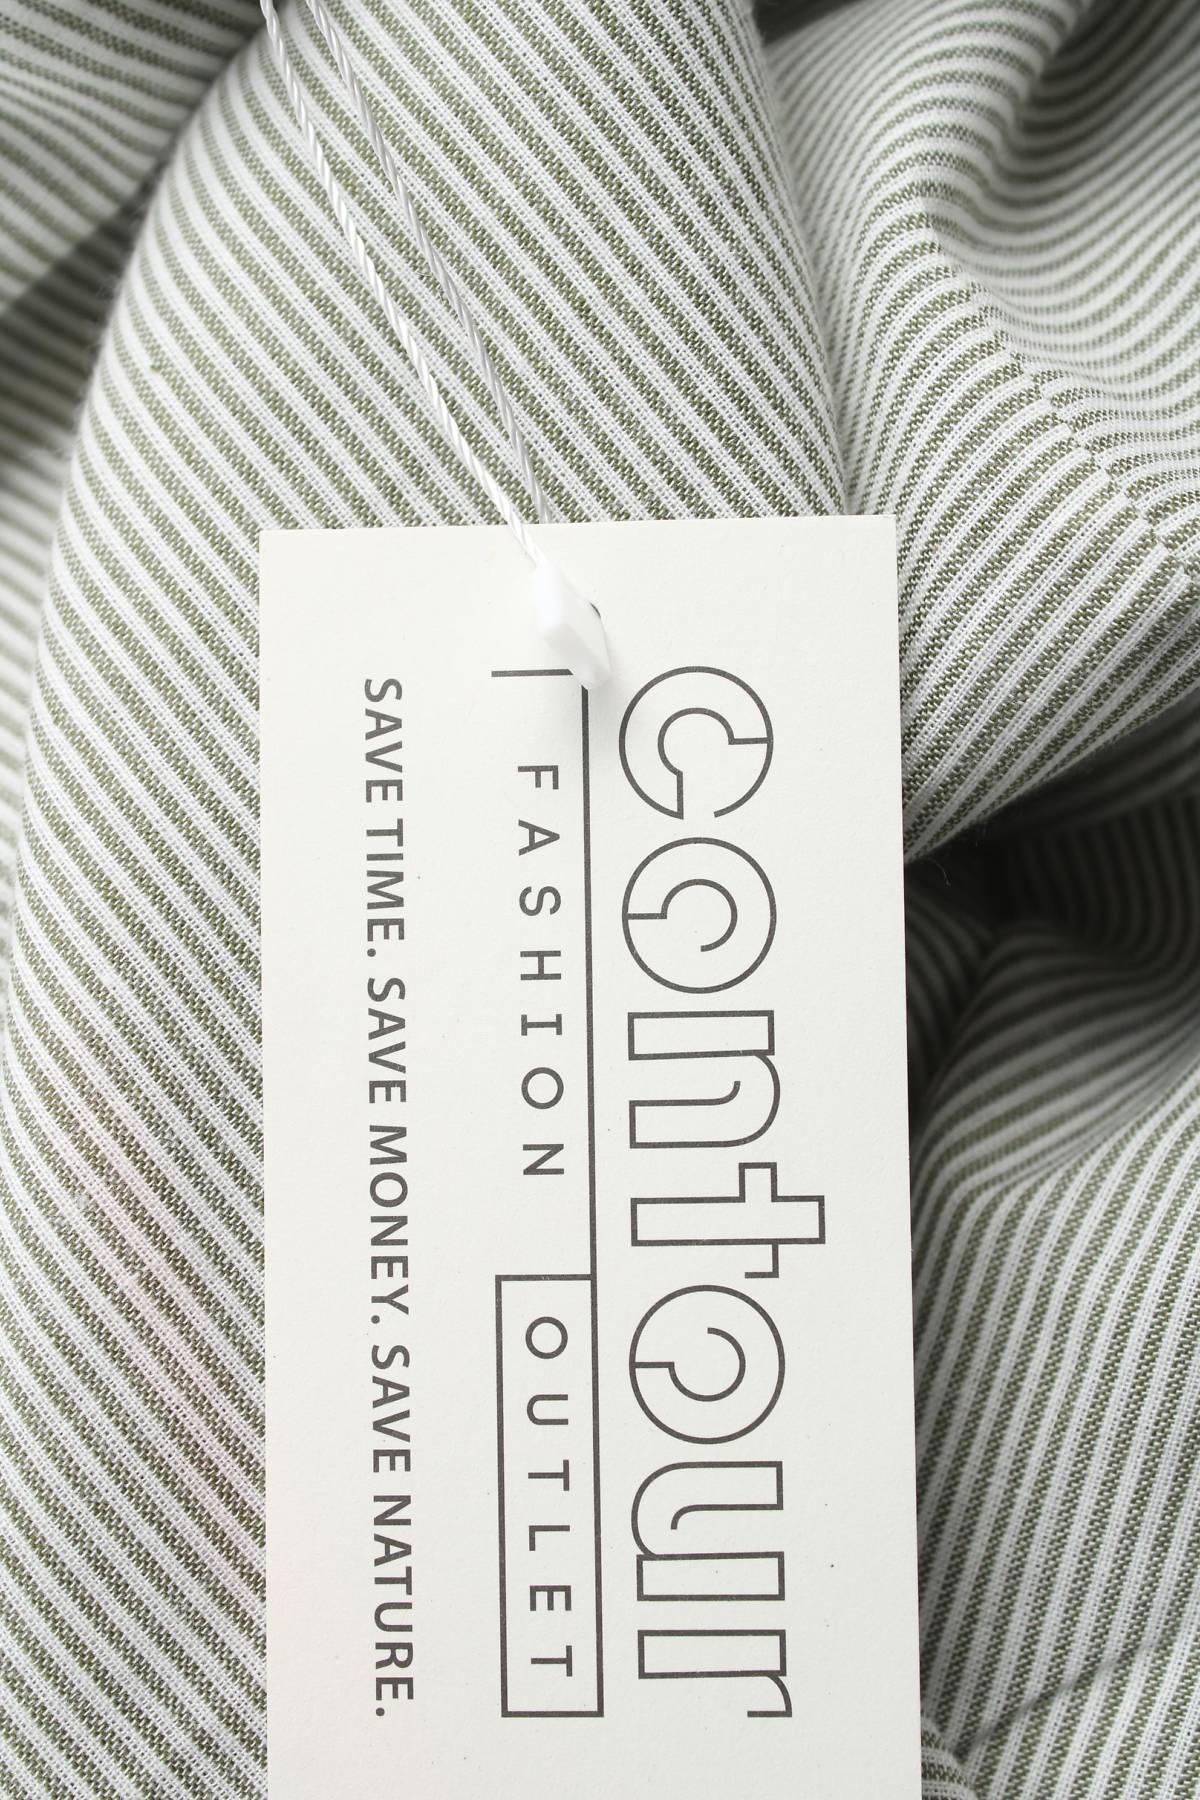 contour
FASHION OUTLET
SAVE TIME. SAVE MONEY. SAVE NATURE.